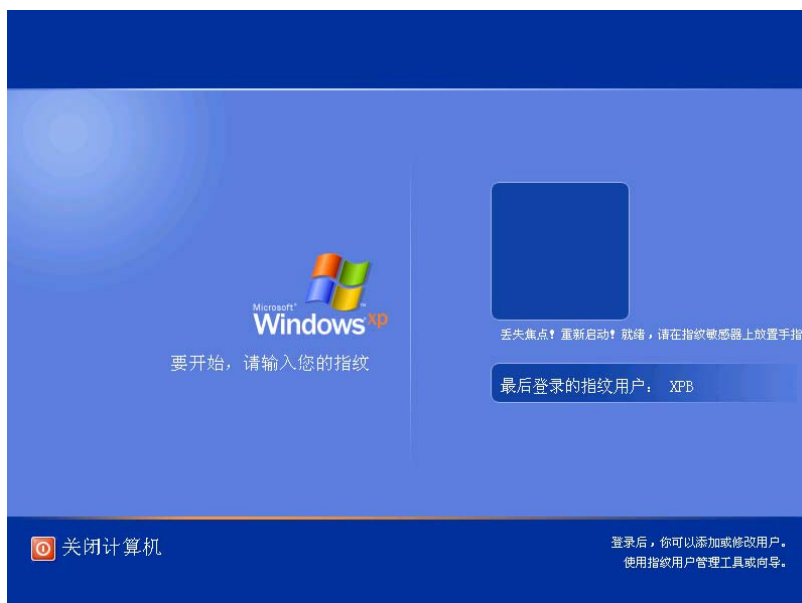 Microsoft
Windows xp
要开始，请输入您的指纹
丢失焦点！重新启动！就绪，请在指纹敏感器上放置手指
最后登录的指纹用户： XPB
关闭计算机
登录后，你可以添加或修改用户。
使用指纹用户管理工具或向导。